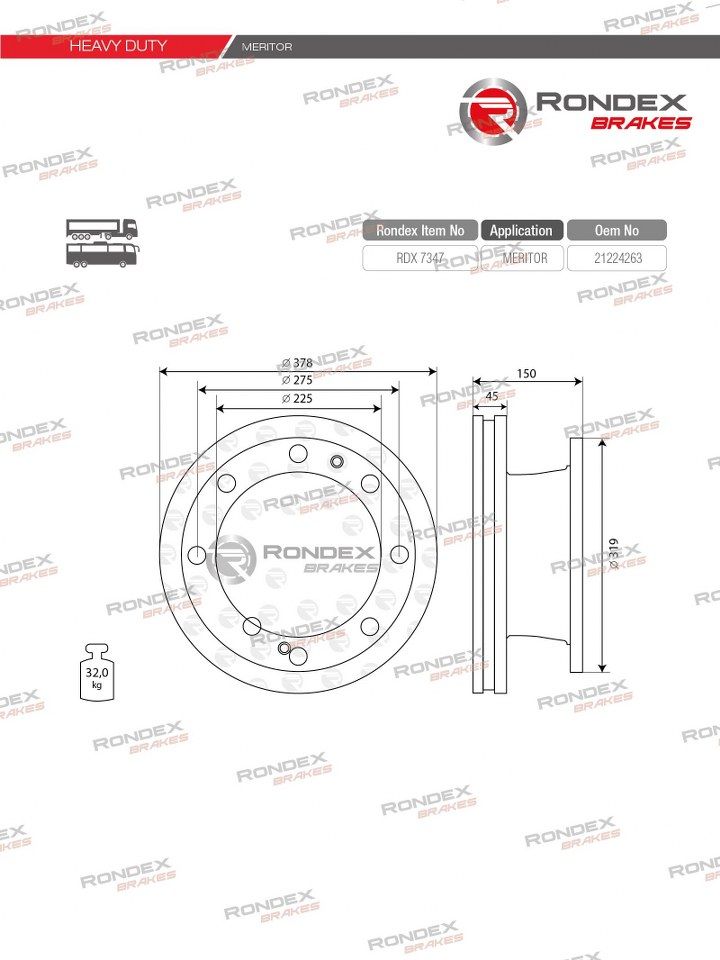 HEAVY DUTY
MERITOR
RONDEX
BRAKES
Rondex Item No Application Oem No
RDX 7347 MERITOR 21224263
Ø 378
Ø 275
Ø 225
150
45
Ø 319
RONDEX
BRAKES
32,0
kg